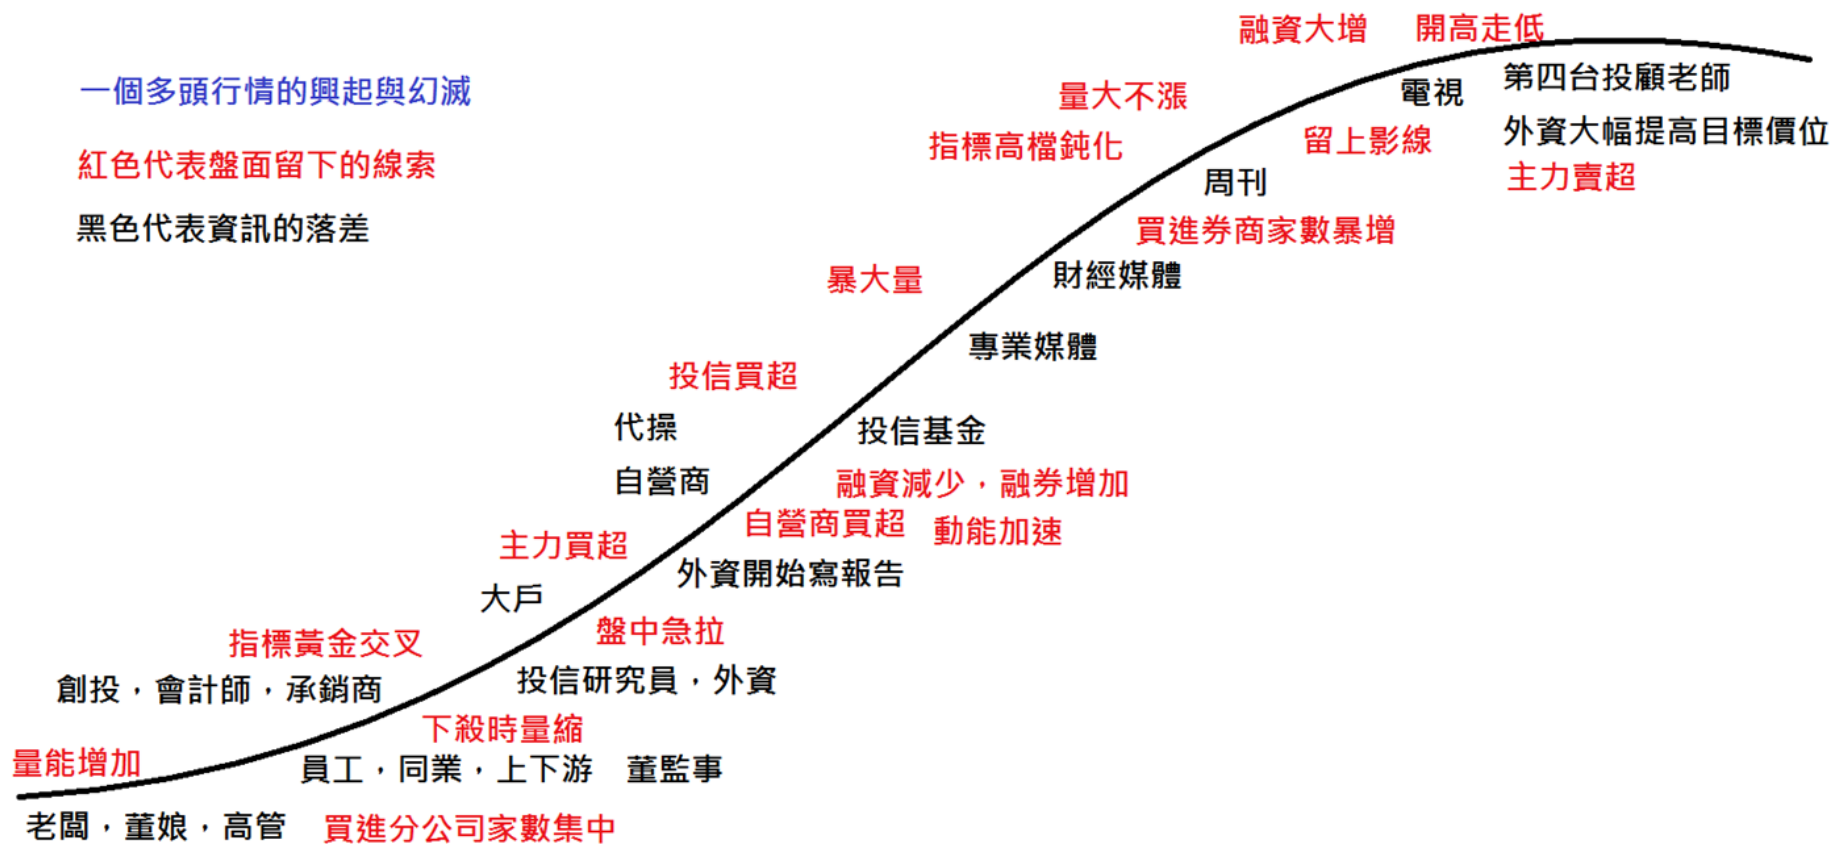 融資大增
開高走低
一個多頭行情的興起與幻滅
量大不漲
電視
第四台投顧老師
紅色代表盤面留下的線索
指標高檔鈍化
留上影線
外資大幅提高目標價位
周刊
主力賣超
黑色代表資訊的落差
買進券商家數暴增
暴大量
財經媒體
專業媒體
投信買超
代操
投信基金
自營商
融資減少，融券增加
自營商買超
動能加速
主力買超
外資開始寫報告
大戶
盤中急拉
指標黃金交叉
創投，會計師，承銷商
投信研究員，外資
下殺時量縮
量能增加
員工，同業，上下游
董監事
老闆，董娘，高管
買進分公司家數集中